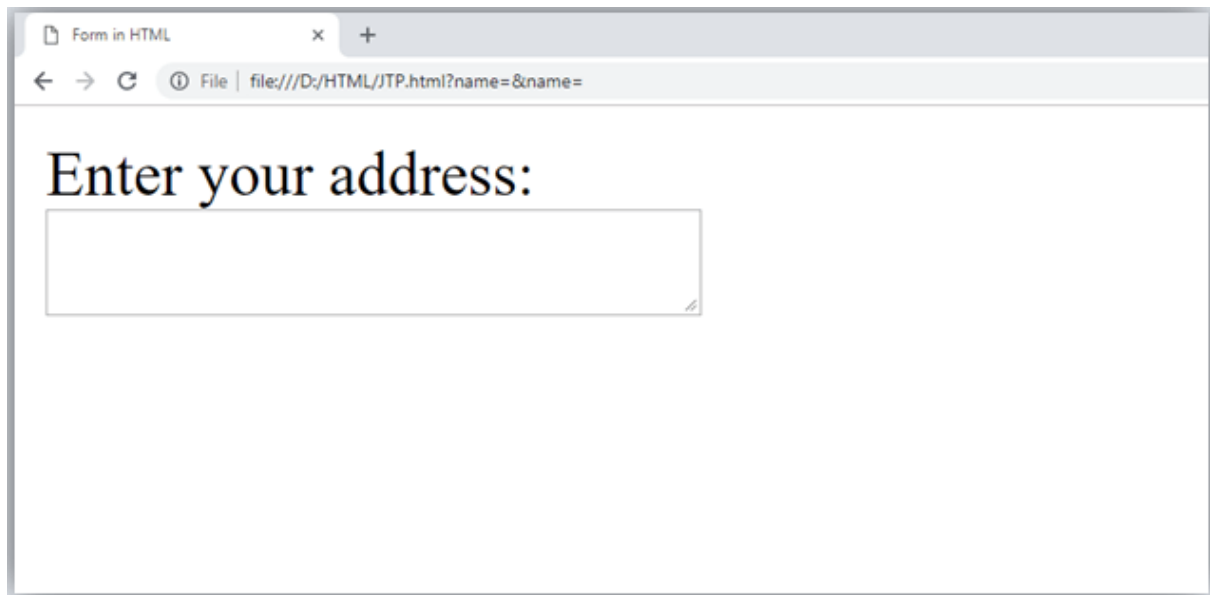 Form in HTML
File | file:///D:/HTML/JTP.html?name=&name=
Enter your address: